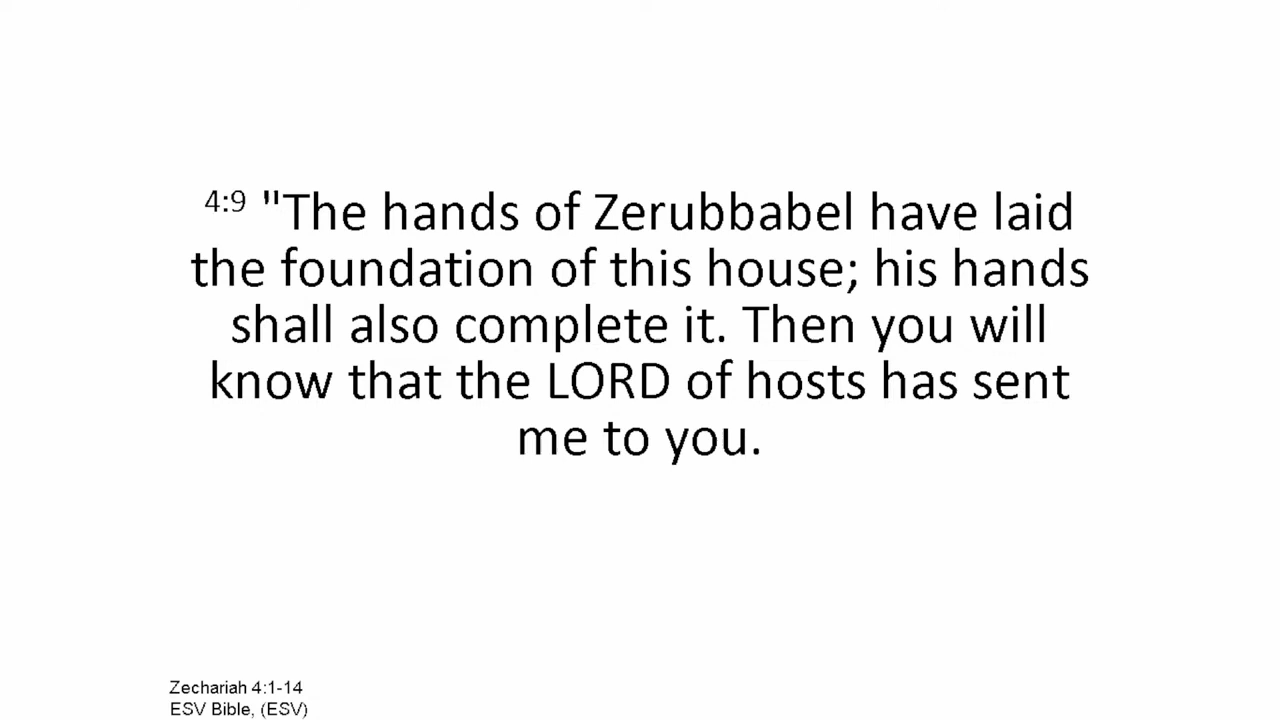 4:9 "The hands of Zerubbabel have laid
the foundation of this house; his hands
shall also complete it. Then you will
know that the LORD of hosts has sent
me to you.
Zechariah 4:1-14
ESV Bible, (ESV)